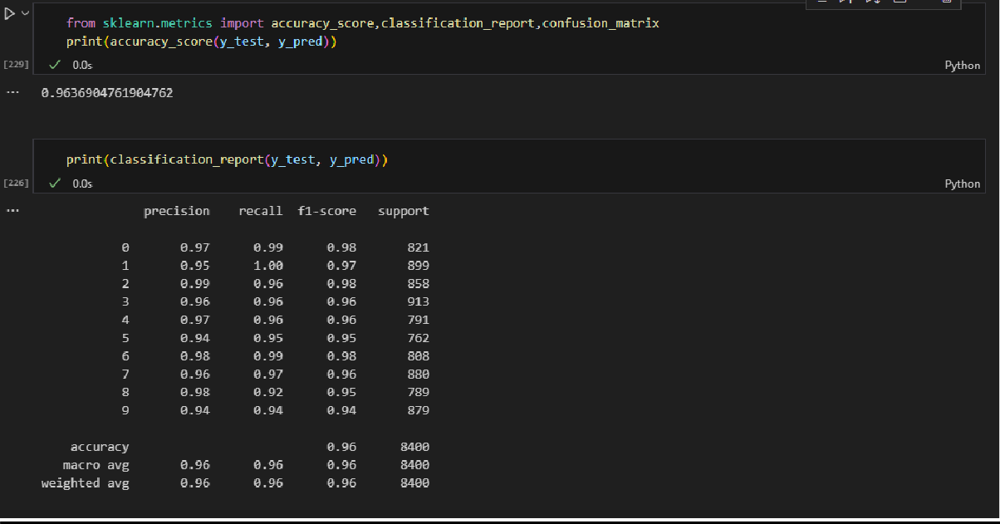 from sklearn.metrics import accuracy_score,classification_report,confusion_matrix
print(accuracy_score(y_test, y_pred))
[229] 0.0s Python
0.9636904761904762
print(classification_report(y_test, y_pred))
[226] 0.0s Python
precision recall f1-score support
0 0.97 0.99 0.98 821
1 0.95 1.00 0.97 899
2 0.99 0.96 0.98 858
3 0.96 0.96 0.96 913
4 0.97 0.96 0.96 791
5 0.94 0.95 0.95 762
6 0.98 0.99 0.98 808
7 0.96 0.97 0.96 880
8 0.98 0.92 0.95 789
9 0.94 0.94 0.94 879
accuracy 0.96 8400
macro avg 0.96 0.96 0.96 8400
weighted avg 0.96 0.96 0.96 8400